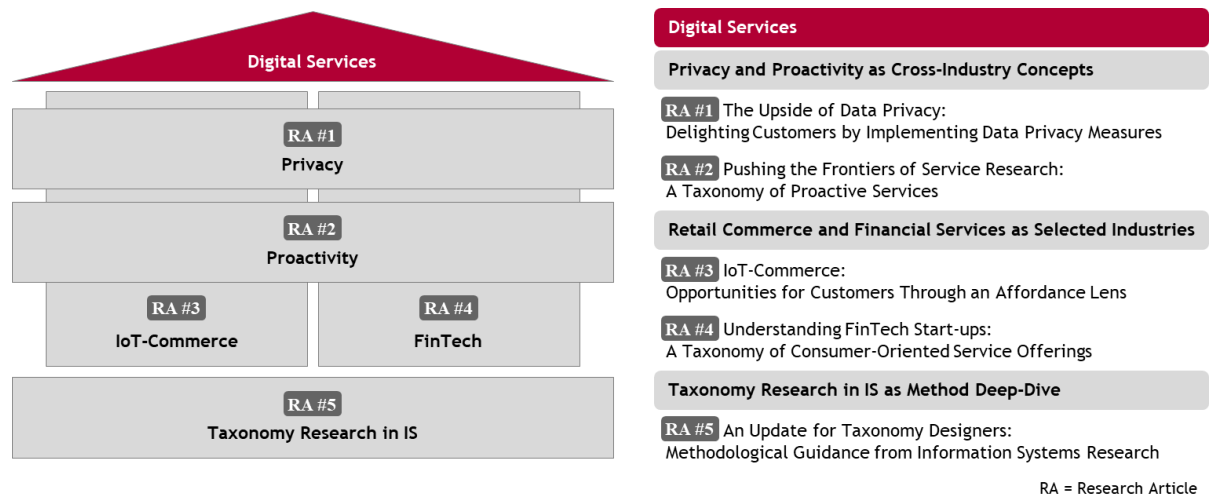 Digital Services
RA #1
Privacy
RA #2
Proactivity
RA #3
IoT-Commerce
RA #4
FinTech
RA #5
Taxonomy Research in IS
Digital Services
Privacy and Proactivity as Cross-Industry Concepts
RA #1 The Upside of Data Privacy:
Delighting Customers by Implementing Data Privacy Measures
RA #2 Pushing the Frontiers of Service Research:
A Taxonomy of Proactive Services
Retail Commerce and Financial Services as Selected Industries
RA #3 IoT-Commerce:
Opportunities for Customers Through an Affordance Lens
RA #4 Understanding FinTech Start-ups:
A Taxonomy of Consumer-Oriented Service Offerings
Taxonomy Research in IS as Method Deep-Dive
RA #5 An Update for Taxonomy Designers:
Methodological Guidance from Information Systems Research
RA = Research Article